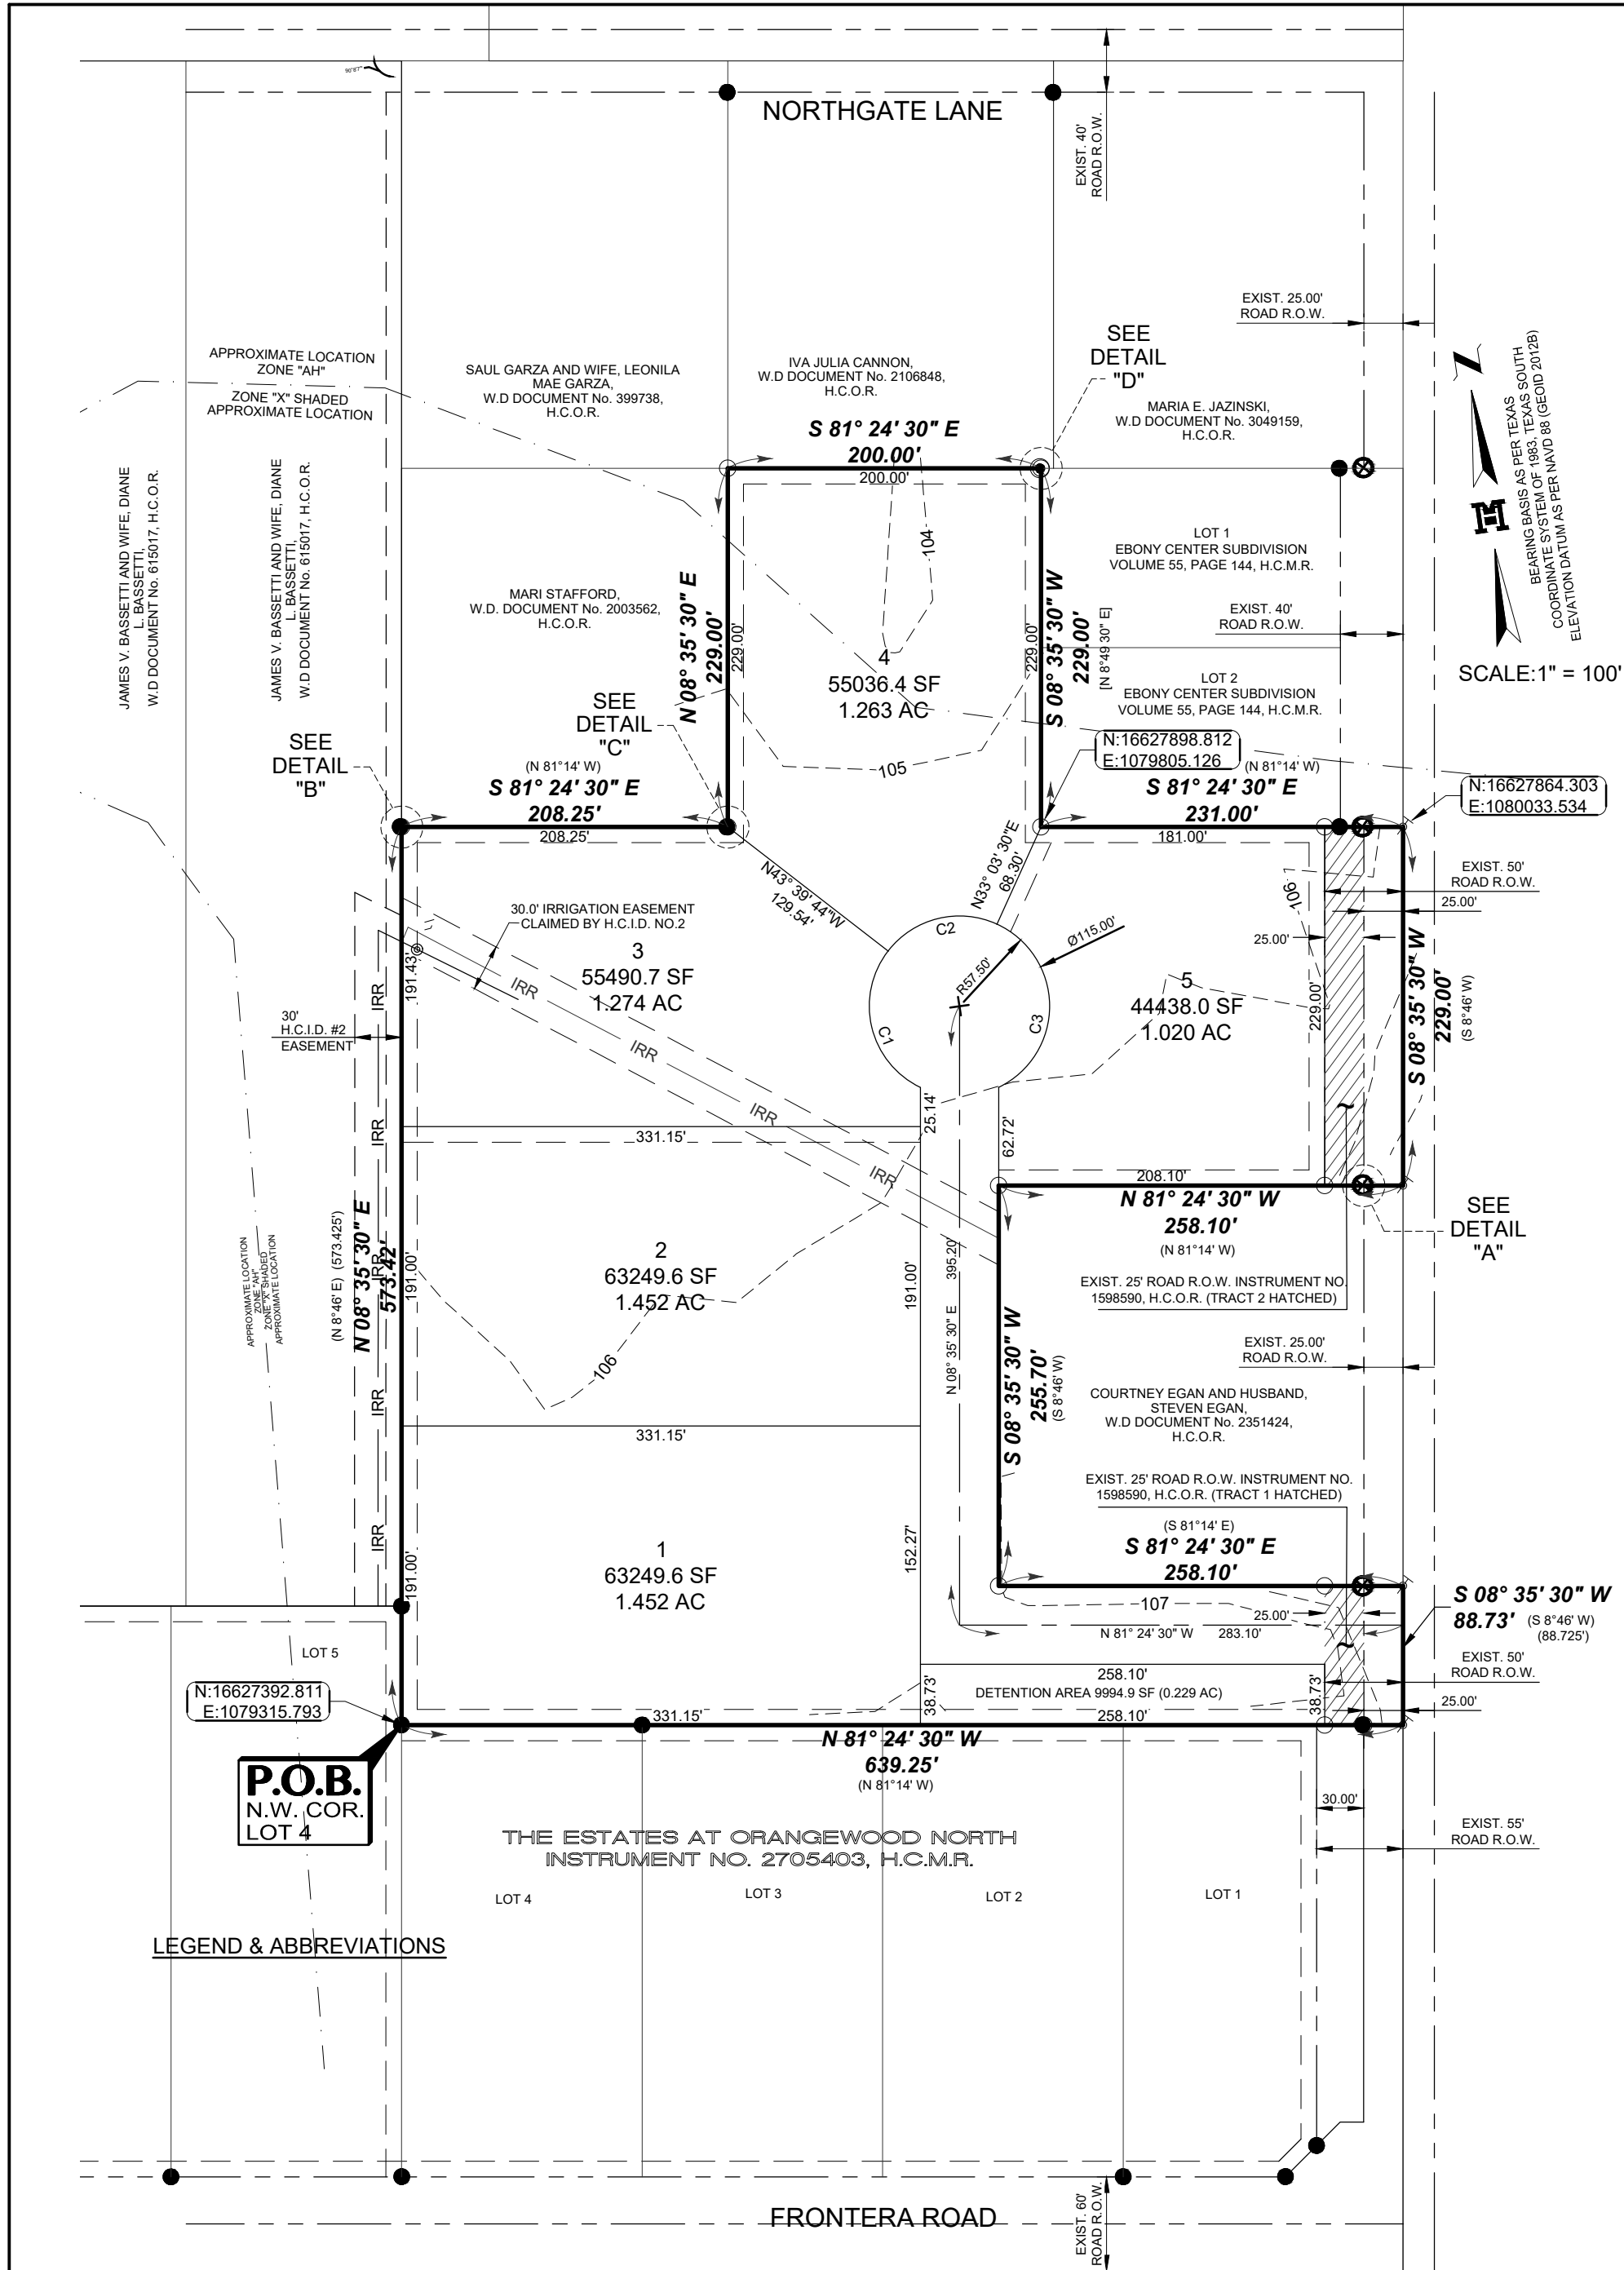 NORTHGATE LANE
EXIST. 40'
ROAD R.O.W.
EXIST. 25.00'
ROAD R.O.W.
APPROXIMATE LOCATION
ZONE "AH"
ZONE "X" SHADED
APPROXIMATE LOCATION
SAUL GARZA AND WIFE, LEONILA
MAE GARZA,
W.D DOCUMENT No. 399738,
H.C.O.R.
IVA JULIA CANNON,
W.D DOCUMENT No. 2106848,
H.C.O.R.
SEE
DETAIL
"D"
MARIA E. JAZINSKI,
W.D DOCUMENT No. 3049159,
H.C.O.R.
BEARING BASIS AS PER TEXAS
COORDINATE SYSTEM OF 1983, TEXAS SOUTH
ELEVATION DATUM AS PER NAVD 88 (GEOID 2012B)
SCALE:1" = 100'
S 81° 24' 30" E
200.00'
200.00'
JAMES V. BASSETTI AND WIFE, DIANE
L. BASSETTI,
W.D DOCUMENT No. 615017, H.C.O.R.
JAMES V. BASSETTI AND WIFE, DIANE
L. BASSETTI,
W.D DOCUMENT No. 615017, H.C.O.R.
MARI STAFFORD,
W.D. DOCUMENT No. 2003562,
H.C.O.R.
N 08° 35' 30" E
229.00'
229.00'
104
4
55036.4 SF
1.263 AC
105
229.00'
S 08° 35' 30" W
229.00'
[N 8°49'30" E]
LOT 1
EBONY CENTER SUBDIVISION
VOLUME 55, PAGE 144, H.C.M.R.
EXIST. 40'
ROAD R.O.W.
LOT 2
EBONY CENTER SUBDIVISION
VOLUME 55, PAGE 144, H.C.M.R.
SEE
DETAIL
"B"
SEE
DETAIL
"C"
(N 81°14' W)
S 81° 24' 30" E
208.25'
208.25'
N:16627898.812
E:1079805.126
(N 81°14' W)
S 81° 24' 30" E
231.00'
181.00'
N:16627864.303
E:1080033.534
EXIST. 50'
ROAD R.O.W.
25.00'
25.00'
106
N43° 39' 44"W
129.54'
N33° 03' 30"E
68.30'
C2
Ø115.00'
R57.50'
C1
C3
30.0' IRRIGATION EASEMENT
CLAIMED BY H.C.I.D. NO.2
3
55490.7 SF
1.274 AC
191.43'
IRR
IRR
IRR
IRR
IRR
30'
H.C.I.D. #2
EASEMENT
5
44438.0 SF
1.020 AC
229.00'
S 08° 35' 30" W
229.00'
(S 8°46' W)
331.15'
25.14'
62.72'
208.10'
N 81° 24' 30" W
258.10'
(N 81°14' W)
SEE
DETAIL
"A"
IRR
IRR
IRR
IRR
APPROXIMATE LOCATION
ZONE "AH"
ZONE "X" SHADED
APPROXIMATE LOCATION
(N 8°46' E) (573.425')
N 08° 35' 30" E
573.42'
191.00'
2
63249.6 SF
1.452 AC
106
191.00'
395.20'
N 08° 35' 30" E
S 08° 35' 30" W
255.70'
(S 8°46' W)
EXIST. 25' ROAD R.O.W. INSTRUMENT NO.
1598590, H.C.O.R. (TRACT 2 HATCHED)
EXIST. 25.00'
ROAD R.O.W.
COURTNEY EGAN AND HUSBAND,
STEVEN EGAN,
W.D DOCUMENT No. 2351424,
H.C.O.R.
331.15'
EXIST. 25' ROAD R.O.W. INSTRUMENT NO.
1598590, H.C.O.R. (TRACT 1 HATCHED)
(S 81°14' E)
S 81° 24' 30" E
258.10'
191.00'
1
63249.6 SF
1.452 AC
152.27'
107
25.00'
N 81° 24' 30" W 283.10'
S 08° 35' 30" W
88.73' (S 8°46' W)
(88.725')
EXIST. 50'
ROAD R.O.W.
25.00'
LOT 5
N:16627392.811
E:1079315.793
258.10'
DETENTION AREA 9994.9 SF (0.229 AC)
38.73'
38.73'
331.15'
258.10'
N 81° 24' 30" W
639.25'
(N 81°14' W)
P.O.B.
N.W. COR.
LOT 4
30.00'
EXIST. 55'
ROAD R.O.W.
THE ESTATES AT ORANGEWOOD NORTH
INSTRUMENT NO. 2705403, H.C.M.R.
LOT 4
LOT 3
LOT 2
LOT 1
LEGEND & ABBREVIATIONS
FRONTERA ROAD
EXIST. 60'
ROAD R.O.W.